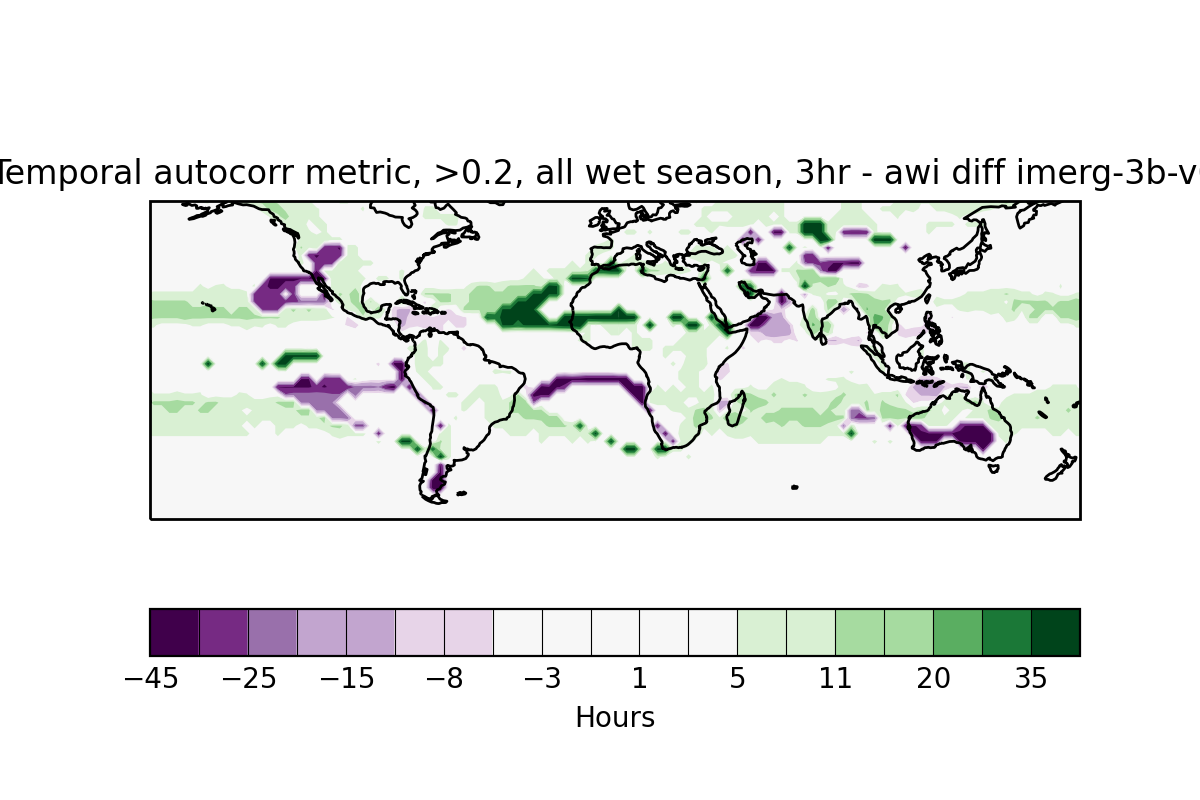 Temporal autocorr metric, >0.2, all wet season, 3hr - awi diff imerg-3b-v
−45 −25 −15 −8 −3 1 5 11 20 35
Hours